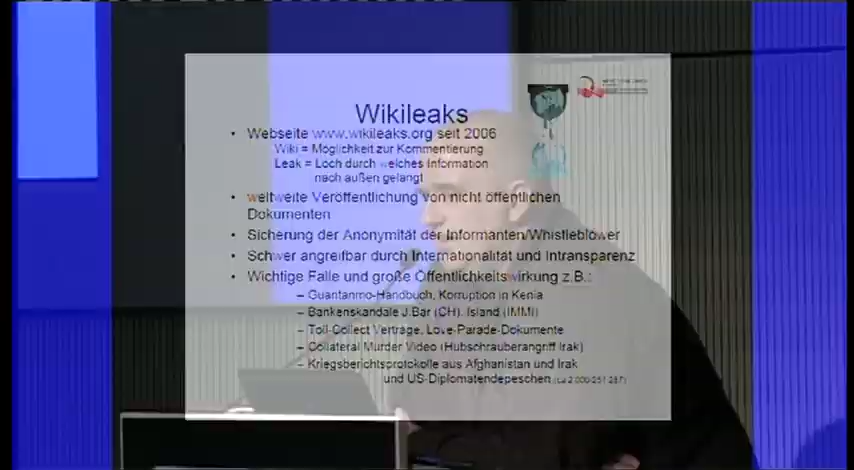 Wikileaks
• Webseite www.wikileaks.org seit 2006
Wiki = Möglichkeit zur Kommentierung
Leak = Loch durch welches Information
nach außen gelangt
• weltweite Veröffentlichung von nicht öffentlichen
Dokumenten
• Sicherung der Anonymität der Informanten/Whistleblower
• Schwer angreifbar durch Internationalität und Intransparenz
• Wichtige Fälle und große Öffentlichkeitswirkung z.B.:
– Guantanmo-Handbuch, Korruption in Kenia
– Bankenskandale J.Bär (CH), Island (IMMI)
– Toll-Collect Verträge, Love-Parade-Dokumente
– Collateral Murder Video (Hubschrauberangriff Irak)
– Kriegsberichtsprotokolle aus Afghanistan und Irak
und US-Diplomatendepeschen